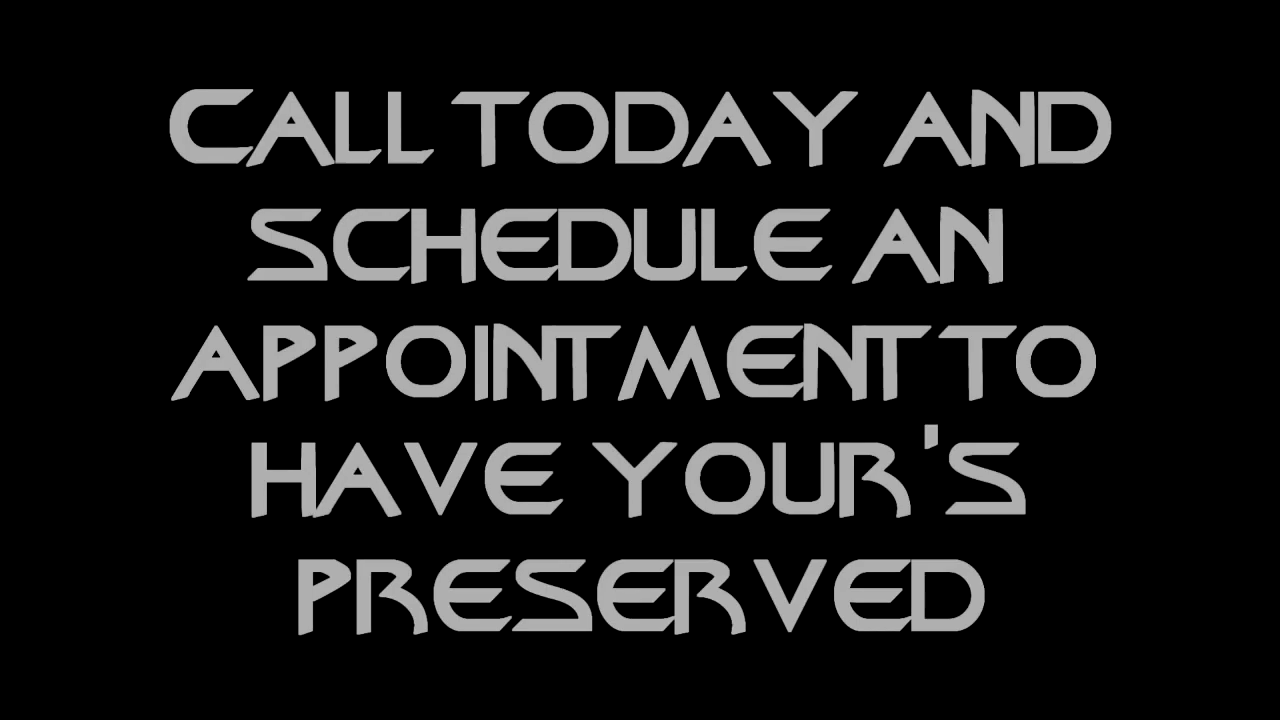 CALL TODAY AND
SCHEDULE AN
APPOINTMENT TO
HAVE YOUR'S
PRESERVED